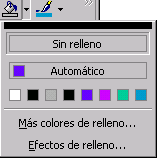 Sin relleno
Automático
Más colores de relleno...
Efectos de relleno...